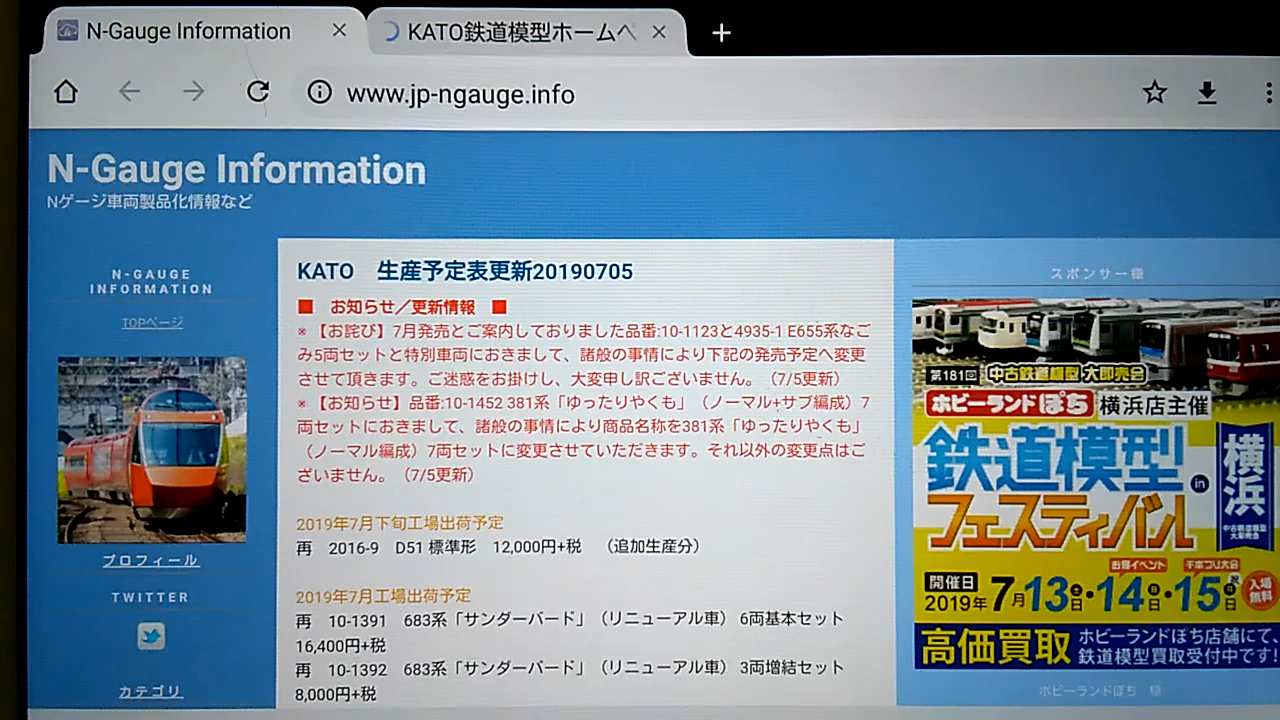 N-Gauge Information
KATO鉄道模型ホームペ
www.jp-ngauge.info
N-Gauge Information
Nゲージ車両製品化情報など
N-GAUGE
INFORMATION
TOPページ
プロフィール
TWITTER
カテゴリ
KATO 生産予定表更新20190705
■ お知らせ／更新情報 ■
※ 【お詫び】7月発売とご案内しておりました品番:10-1123と4935-1 E655系なご
み5両セットと特別車両におきまして、諸般の事情により下記の発売予定へ変更
させて頂きます。ご迷惑をお掛けし、大変申し訳ございません。（7/5更新）
※ 【お知らせ】品番:10-1452 381系「ゆったりやくも」（ノーマル+サブ編成）7
両セットにおきまして、諸般の事情により商品名称を381系「ゆったりやくも」
（ノーマル編成）7両セットに変更させていただきます。それ以外の変更点はご
ざいません。（7/5更新）
2019年7月下旬工場出荷予定
再 2016-9 D51 標準形 12,000円+税 （追加生産分）
2019年7月工場出荷予定
再 10-1391 683系「サンダーバード」（リニューアル車） 6両基本セット
16,400円+税
再 10-1392 683系「サンダーバード」（リニューアル車） 3両増結セット
8,000円+税
スポンサー様
第181回 中古鉄道模型 大即売会
ホビーランドぽち 横浜店主催
鉄道模型
フェスティバル
in
横浜
中古鉄道模型
大即売会
お得イベント
千本つり大会
開催日
2019年7月13土日・14日日・15月日
祝
入場
無料
高価買取
ホビーランドぽち店舗にて、
鉄道模型買取受付中です!
ホビーランドぽち 様